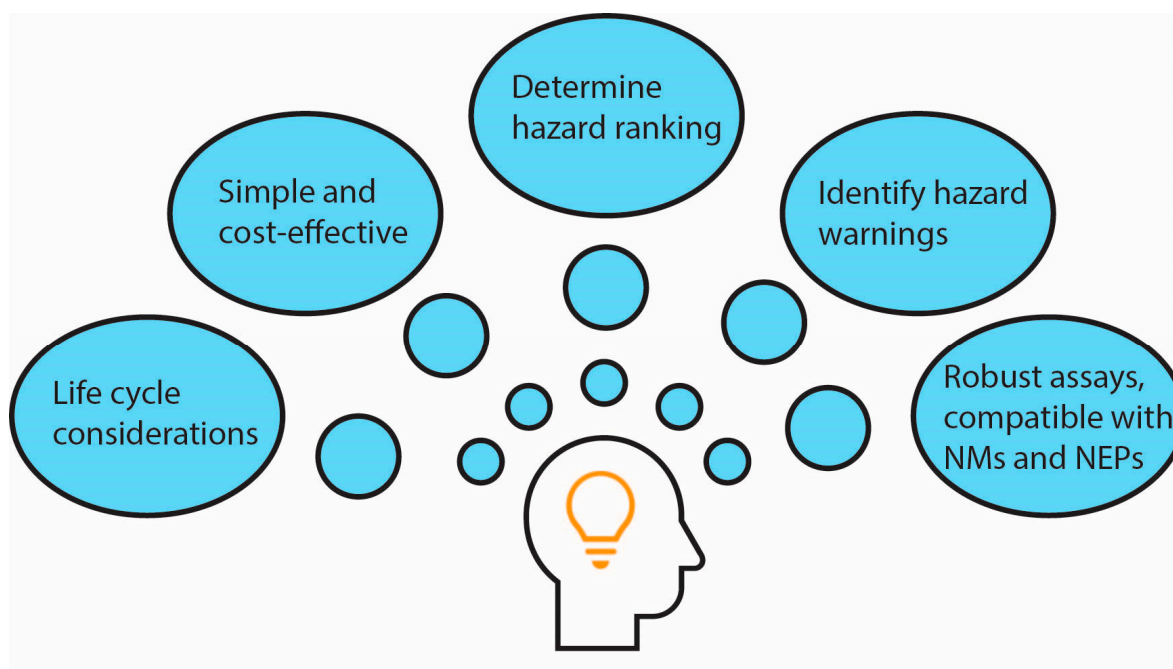 Life cycle
considerations
Simple and
cost-effective
Determine
hazard ranking
Identify hazard
warnings
Robust assays,
compatible with
NMs and NEPs